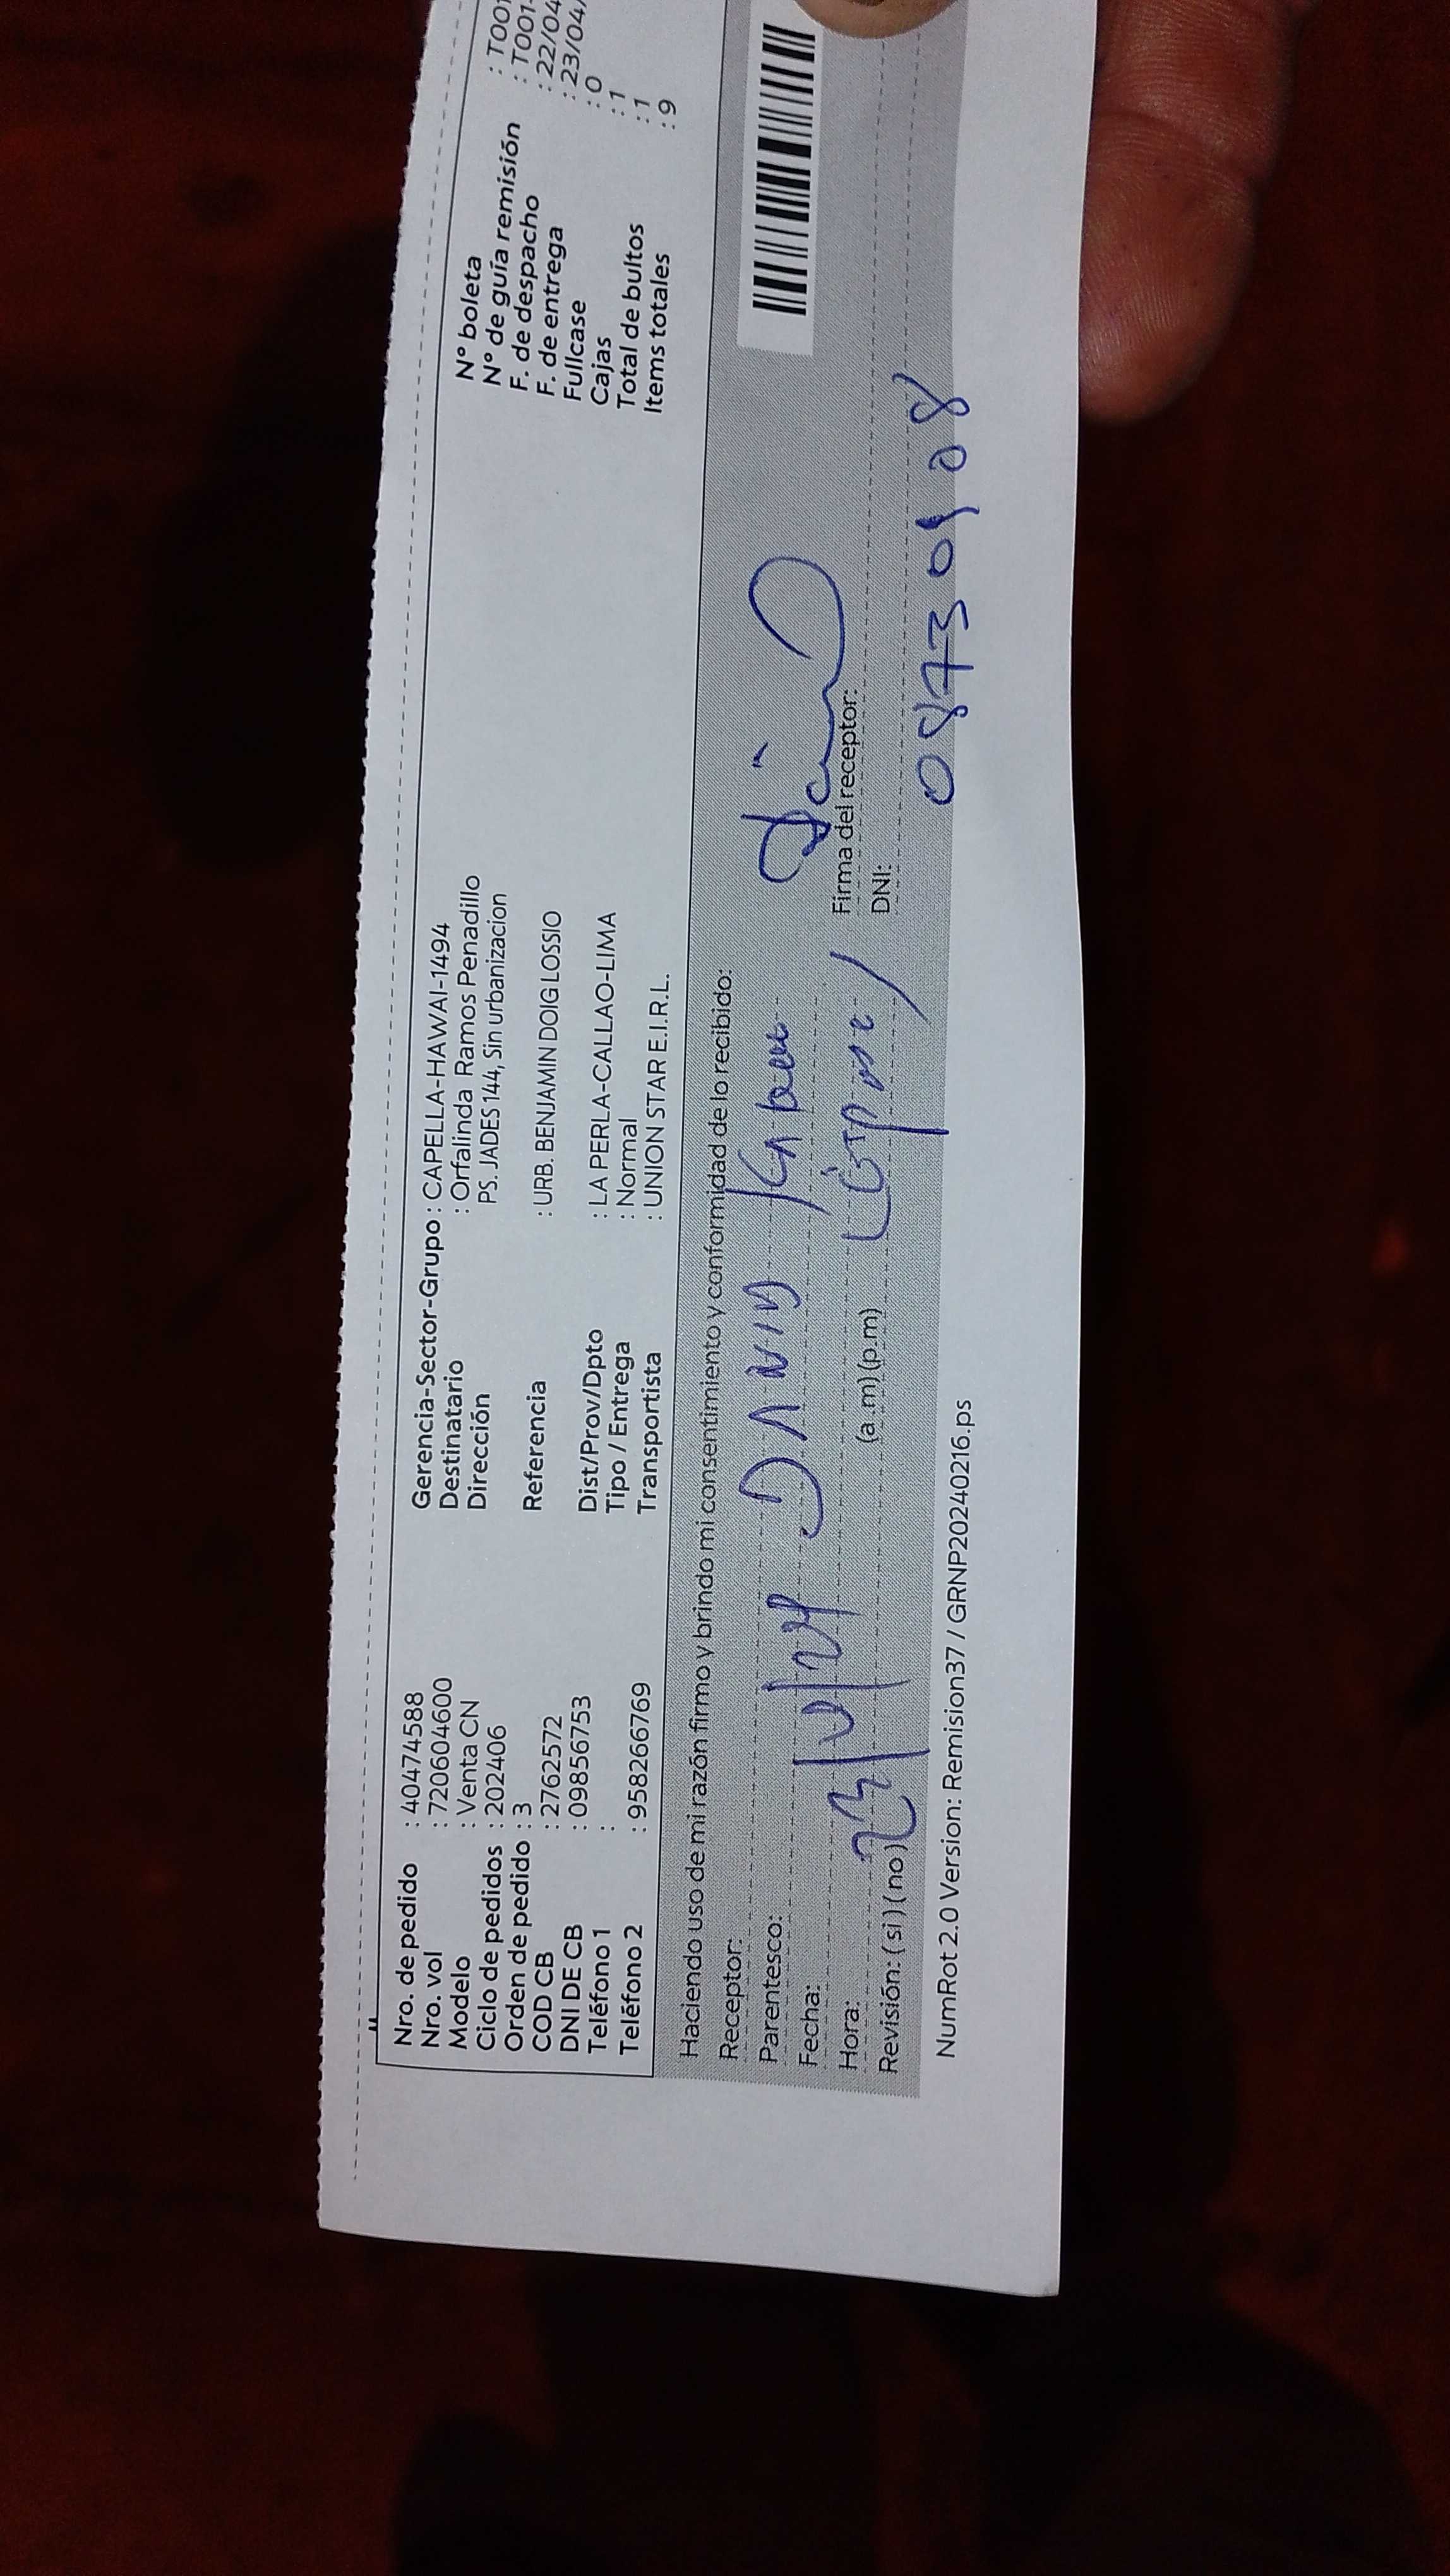 Nro. de pedido : 40474588
Nro. vol : 720604600
Modelo : Venta CN
Ciclo de pedidos : 202406
Orden de pedido : 3
COD CB : 2762572
DNI DE CB : 09856753
Teléfono 1 :
Teléfono 2 : 958266769
Gerencia-Sector-Grupo : CAPELLA-HAWAI-1494
Destinatario : Orfalinda Ramos Penadillo
Dirección PS. JADES 144, Sin urbanizacion
Referencia : URB. BENJAMIN DOIG LOSSIO
Dist/Prov/Dpto : LA PERLA-CALLAO-LIMA
Tipo / Entrega : Normal
Transportista : UNION STAR E.I.R.L.
N° boleta : T001
N° de guía remisión : T001-
F. de despacho : 22/04
F. de entrega : 23/04/
Fullcase : 0
Cajas : 1
Total de bultos : 1
Items totales : 9
Haciendo uso de mi razón firmo y brindo mi consentimiento y conformidad de lo recibido:
Receptor: DAVID
Parentesco:
Fecha:
Hora: (a.m) (p.m)
Revisión: (si) (no)
Firma del receptor:
DNI:
NumRot 2.0 Version: Remision37 / GRNP20240216.ps